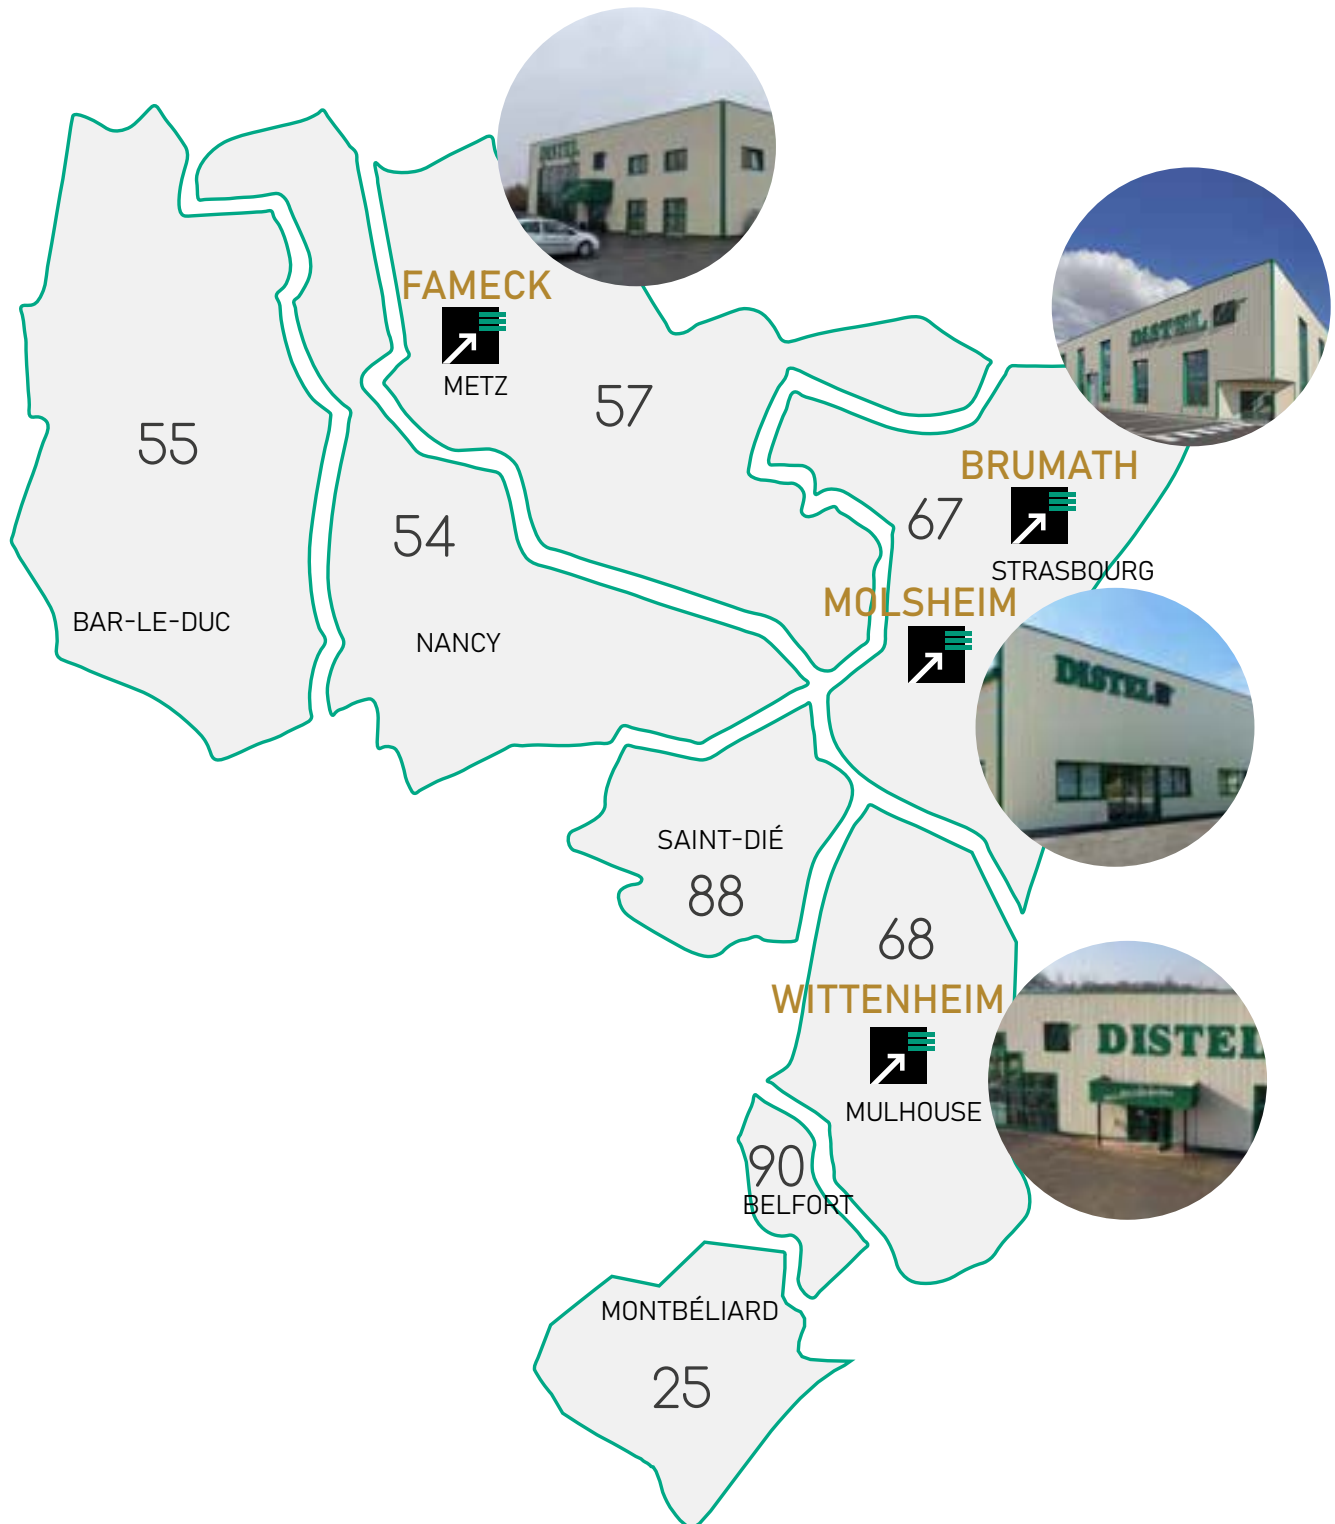 DISTEL
DISTEL
FAMECK
METZ
57
55
BRUMATH
67
54
STRASBOURG
MOLSHEIM
BAR-LE-DUC
NANCY
DISTEL
SAINT-DIÉ
88
68
WITTENHEIM
DISTEL
MULHOUSE
90
BELFORT
MONTBÉLIARD
25